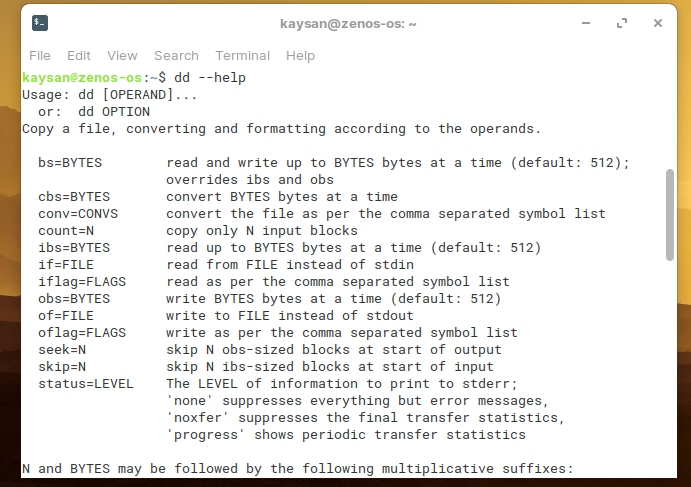 kaysan@zenos-os: ~
File Edit View Search Terminal Help
kaysan@zenos-os:~$ dd --help
Usage: dd [OPERAND]...
  or:  dd OPTION
Copy a file, converting and formatting according to the operands.

  bs=BYTES        read and write up to BYTES bytes at a time (default: 512);
                  overrides ibs and obs
  cbs=BYTES       convert BYTES bytes at a time
  conv=CONVS      convert the file as per the comma separated symbol list
  count=N         copy only N input blocks
  ibs=BYTES       read up to BYTES bytes at a time (default: 512)
  if=FILE         read from FILE instead of stdin
  iflag=FLAGS     read as per the comma separated symbol list
  obs=BYTES       write BYTES bytes at a time (default: 512)
  of=FILE         write to FILE instead of stdout
  oflag=FLAGS     write as per the comma separated symbol list
  seek=N          skip N obs-sized blocks at start of output
  skip=N          skip N ibs-sized blocks at start of input
  status=LEVEL    The LEVEL of information to print to stderr;
                  'none' suppresses everything but error messages,
                  'noxfer' suppresses the final transfer statistics,
                  'progress' shows periodic transfer statistics

N and BYTES may be followed by the following multiplicative suffixes: